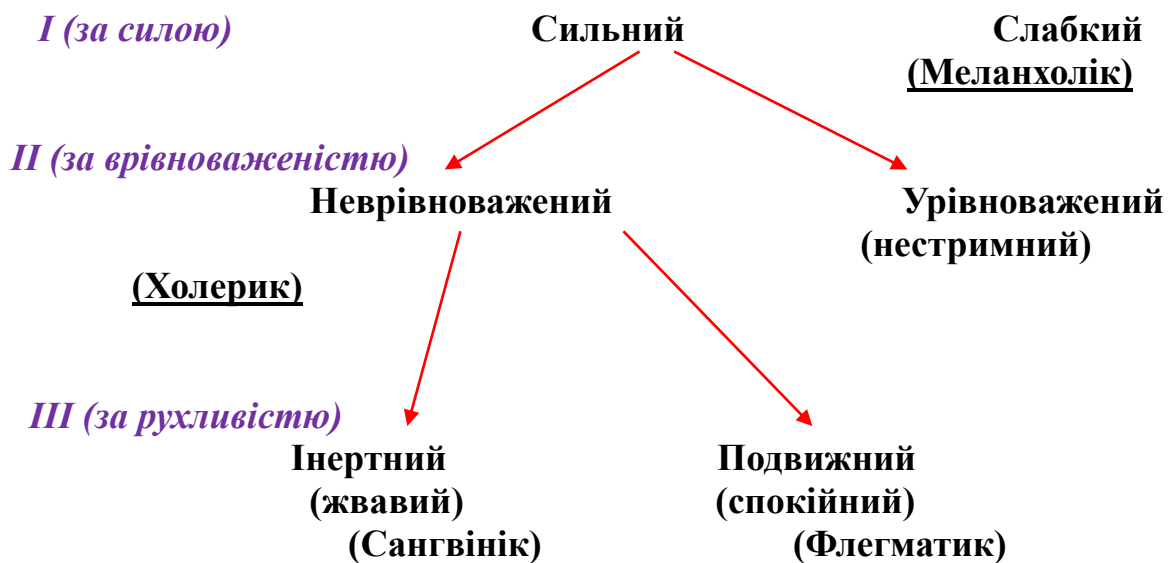 I (за силою) Сильний Слабкий
(Меланхолік)
II (за врівноваженістю)
Неврівноважений Урівноважений
(нестримний)
(Холерик)
III (за рухливістю)
Інертний Подвижний
(жвавий) (спокійний)
(Сангвінік) (Флегматик)